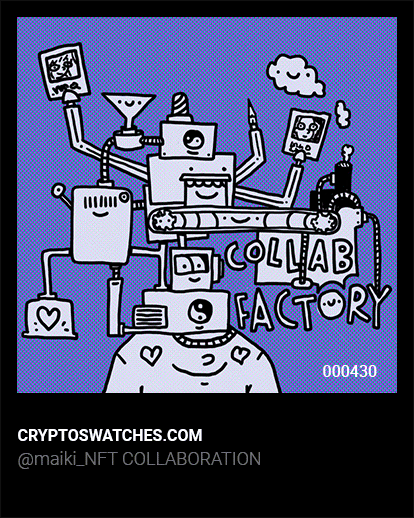 COLLAB
FACTORY
000430
CRYPTOSWATCHES.COM
@maiki_NFT COLLABORATION